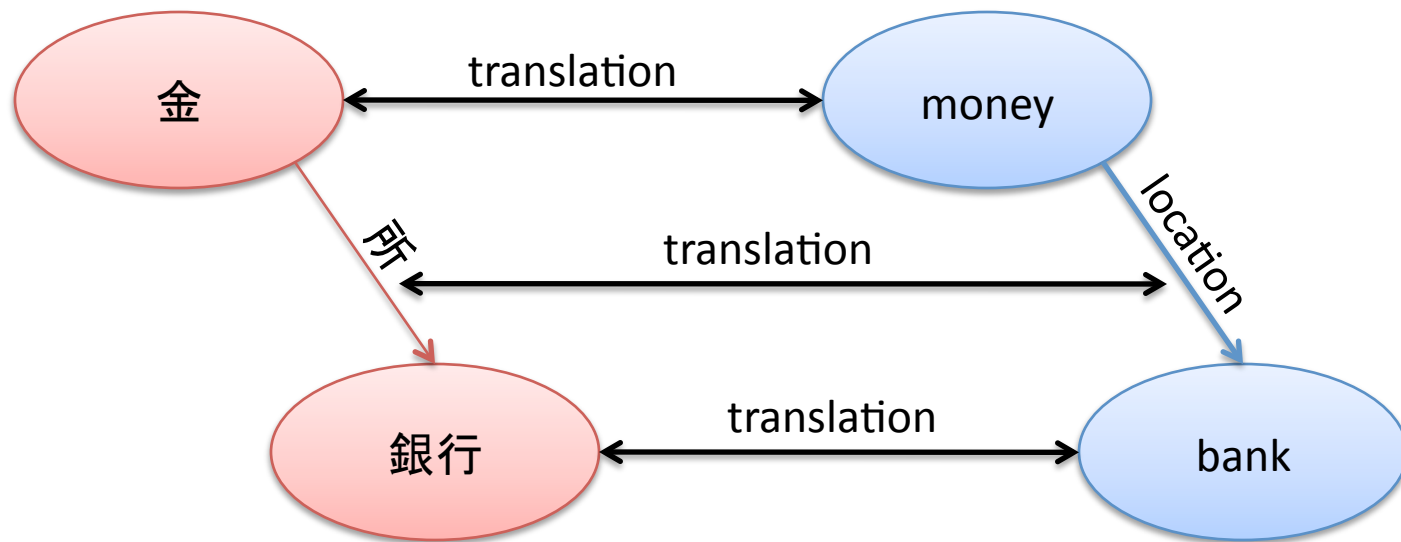 金
translation
money
所
translation
location
銀行
translation
bank